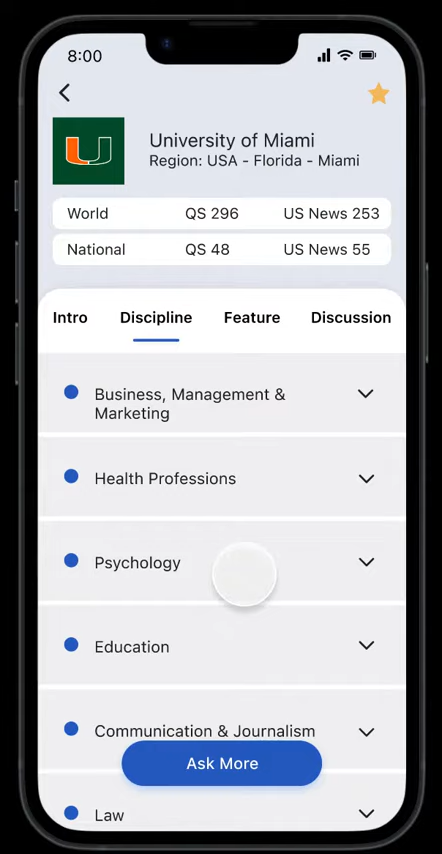 8:00
U
University of Miami
Region: USA - Florida - Miami
World QS 296 US News 253
National QS 48 US News 55
Intro Discipline Feature Discussion
Business, Management &
Marketing
Health Professions
Psychology
Education
Communication & Journalism
Ask More
Law